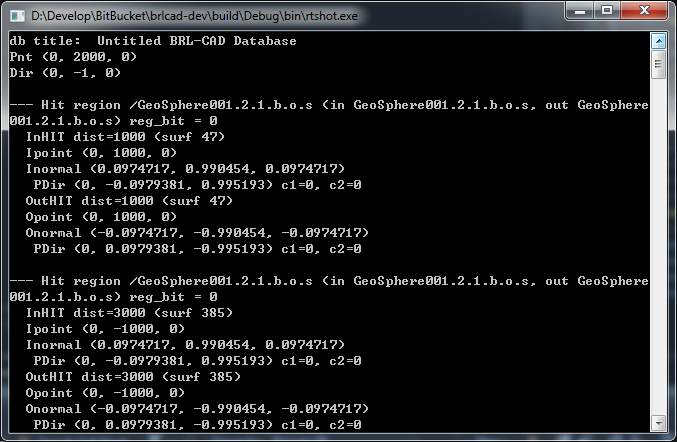 D:\Develop\BitBucket\brlcad-dev\build\Debug\bin\rtshot.exe
db title:  Untitled BRL-CAD Database
Pnt (0, 2000, 0)
Dir (0, -1, 0)
--- Hit region /GeoSphere001.2.1.b.o.s (in GeoSphere001.2.1.b.o.s, out GeoSphere
001.2.1.b.o.s) reg_bit = 0
  InHIT dist=1000 (surf 47)
  Ipoint (0, 1000, 0)
  Inormal (0.0974717, 0.990454, 0.0974717)
   PDir (0, -0.0979381, 0.995193) c1=0, c2=0
  OutHIT dist=1000 (surf 47)
  Opoint (0, 1000, 0)
  Onormal (-0.0974717, -0.990454, -0.0974717)
   PDir (0, 0.0979381, -0.995193) c1=0, c2=0
--- Hit region /GeoSphere001.2.1.b.o.s (in GeoSphere001.2.1.b.o.s, out GeoSphere
001.2.1.b.o.s) reg_bit = 0
  InHIT dist=3000 (surf 385)
  Ipoint (0, -1000, 0)
  Inormal (0.0974717, 0.990454, 0.0974717)
   PDir (0, -0.0979381, 0.995193) c1=0, c2=0
  OutHIT dist=3000 (surf 385)
  Opoint (0, -1000, 0)
  Onormal (-0.0974717, -0.990454, -0.0974717)
   PDir (0, 0.0979381, -0.995193) c1=0, c2=0